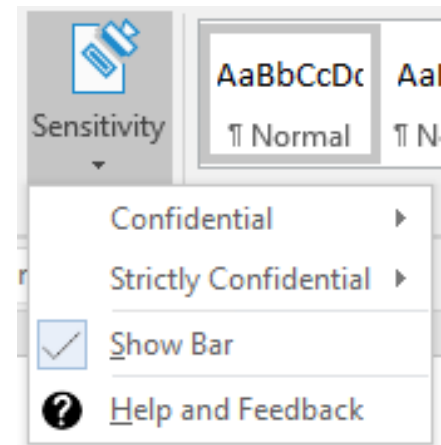 Sensitivity
AaBbCcDc
¶ Normal
Confidential
Strictly Confidential
Show Bar
? Help and Feedback